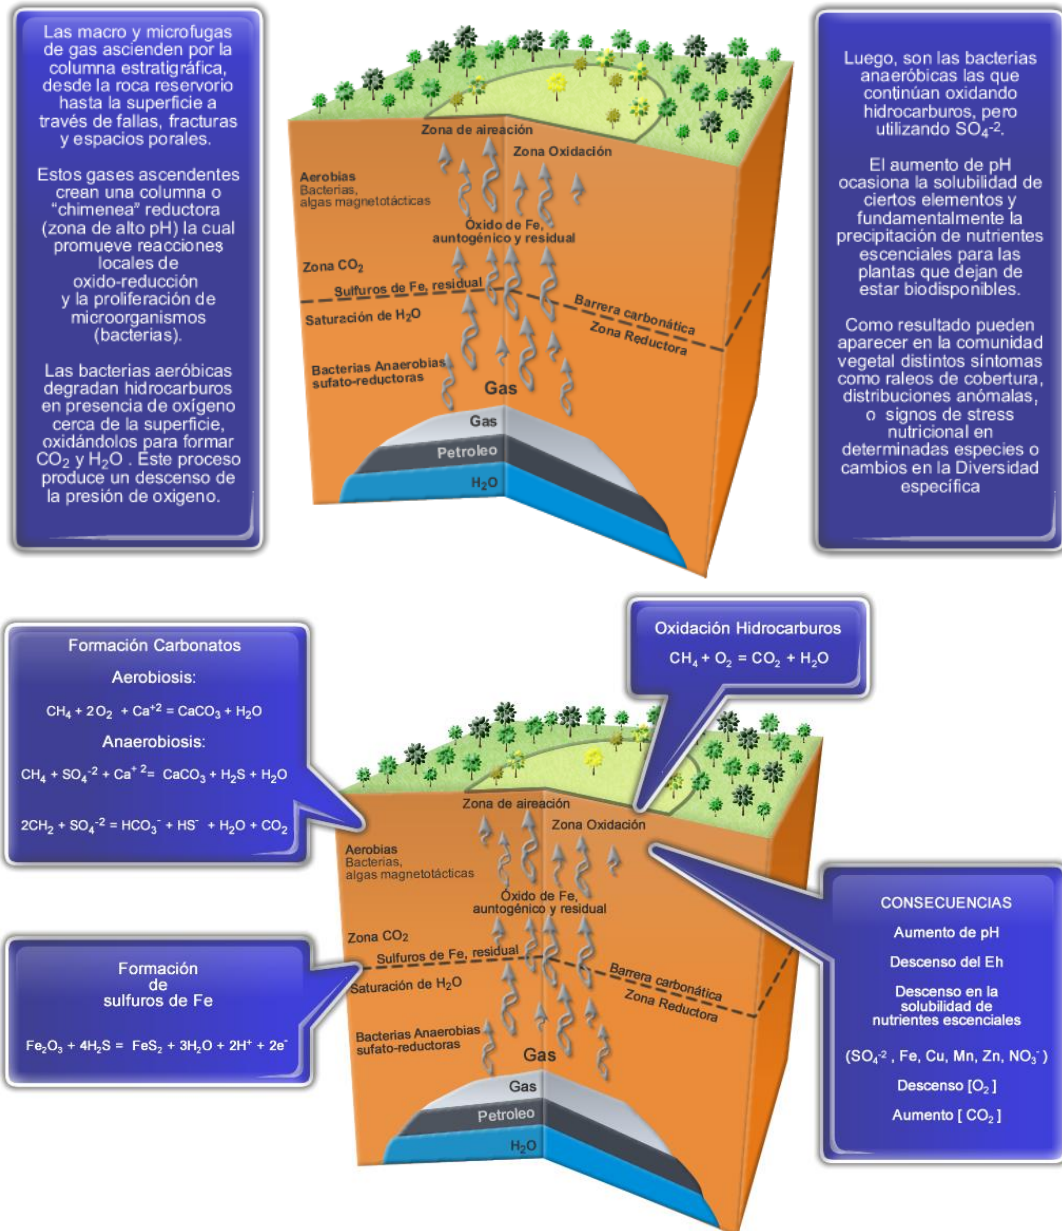 Las macro y microfugas
de gas ascienden por la
columna estratigráfica,
desde la roca reservorio
hasta la superficie a
través de fallas, fracturas
y espacios porales.
Estos gases ascendentes
crean una columna o
“chimenea” reductora
(zona de alto pH) la cual
promueve reacciones
locales de
oxido-reducción
y la proliferación de
microorganismos
(bacterias).
Las bacterias aeróbicas
degradan hidrocarburos
en presencia de oxígeno
cerca de la superficie,
oxidándolos para formar
CO₂ y H₂O . Este proceso
produce un descenso de
la presión de oxigeno.
Zona de aireación
Zona Oxidación
Aerobias
Bacterias,
algas magnetotácticas
Óxido de Fe,
auntogénico y residual
Zona CO₂
Sulfuros de Fe, residual
Barrera carbonática
Saturación de H₂O
Zona Reductora
Bacterias Anaerobias
sufato-reductoras
Gas
Gas
Petroleo
H₂O
Luego, son las bacterias
anaeróbicas las que
continúan oxidando
hidrocarburos, pero
utilizando SO₄⁻².
El aumento de pH
ocasiona la solubilidad de
ciertos elementos y
fundamentalmente la
precipitación de nutrientes
escenciales para las
plantas que dejan de
estar biodisponibles.
Como resultado pueden
aparecer en la comunidad
vegetal distintos síntomas
como raleos de cobertura,
distribuciones anómalas,
o signos de stress
nutricional en
determinadas especies o
cambios en la Diversidad
específica
Formación Carbonatos
Aerobiosis:
CH₄ + 2O₂ + Ca⁺² = CaCO₃ + H₂O
Anaerobiosis:
CH₄ + SO₄⁻² + Ca⁺² = CaCO₃ + H₂S + H₂O
2CH₂ + SO₄⁻² = HCO₃⁻ + HS⁻ + H₂O + CO₂
Oxidación Hidrocarburos
CH₄ + O₂ = CO₂ + H₂O
Zona de aireación
Zona Oxidación
Aerobias
Bacterias,
algas magnetotácticas
Óxido de Fe,
auntogénico y residual
Zona CO₂
Sulfuros de Fe, residual
Barrera carbonática
Saturación de H₂O
Zona Reductora
Bacterias Anaerobias
sufato-reductoras
Gas
Gas
Petroleo
H₂O
Formación
de
sulfuros de Fe
Fe₂O₃ + 4H₂S = FeS₂ + 3H₂O + 2H⁺ + 2e⁻
CONSECUENCIAS
Aumento de pH
Descenso del Eh
Descenso en la
solubilidad de
nutrientes escenciales
(SO₄⁻² , Fe, Cu, Mn, Zn, NO₃⁻ )
Descenso [O₂ ]
Aumento [ CO₂ ]